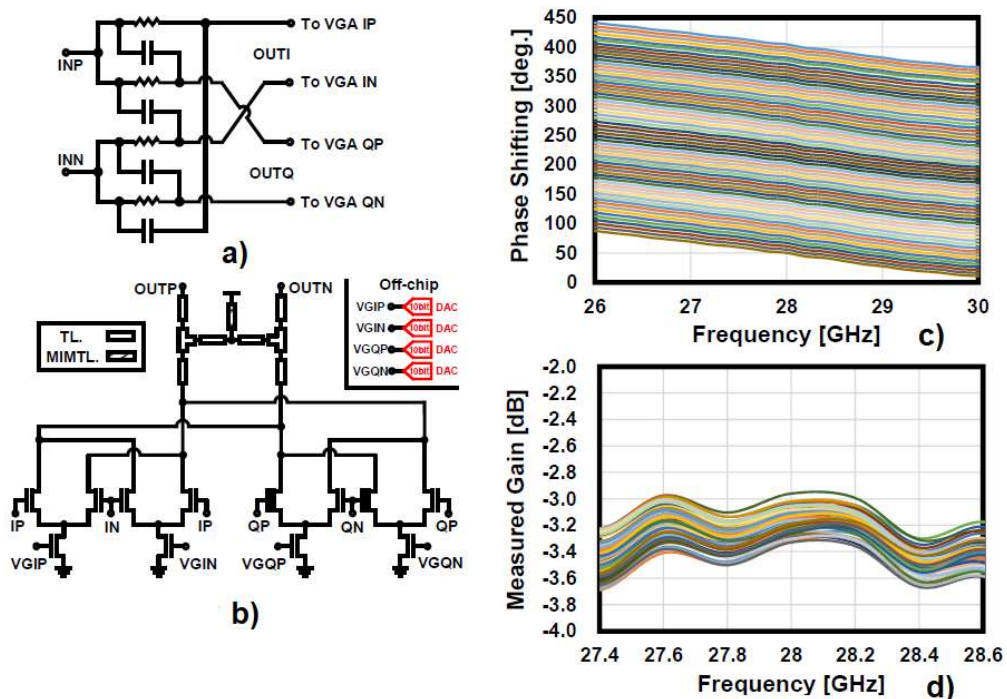 To VGA IP
OUTI
INP
To VGA IN
To VGA QP
INN
OUTQ
To VGA QN
a)
OUTP
OUTN
Off-chip
VGIP 10bit DAC
VGIN 10bit DAC
VGQP 10bit DAC
VGQN 10bit DAC
TL.
MIMTL.
IP
IN
IP
QP
QN
QP
VGIP
VGIN
VGQP
VGQN
b)
Phase Shifting [deg.]
450
400
350
300
250
200
150
100
50
0
26 27 28 29 30
Frequency [GHz]
c)
Measured Gain [dB]
-2.0
-2.2
-2.4
-2.6
-2.8
-3.0
-3.2
-3.4
-3.6
-3.8
-4.0
27.4 27.6 27.8 28 28.2 28.4 28.6
Frequency [GHz]
d)